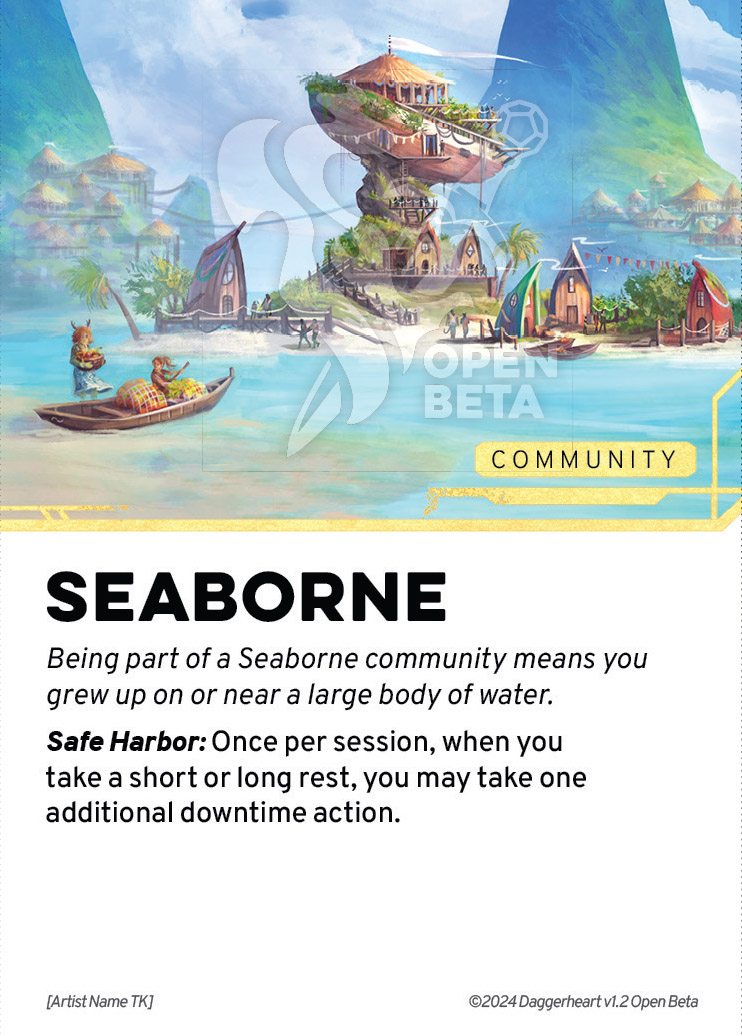 OPEN
BETA
COMMUNITY
SEABORNE
Being part of a Seaborne community means you
grew up on or near a large body of water.
Safe Harbor: Once per session, when you
take a short or long rest, you may take one
additional downtime action.
[Artist Name TK]
©2024 Daggerheart v1.2 Open Beta